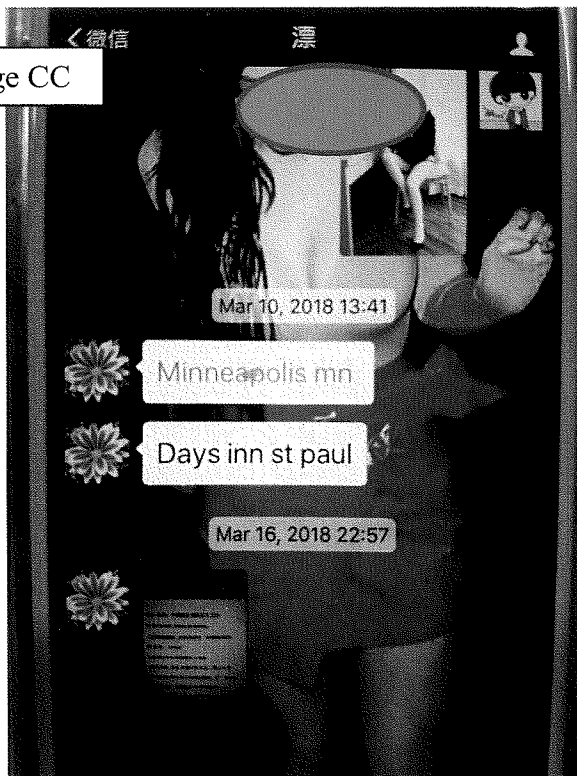 ge CC
微信
漂
Mar 10, 2018 13:41
Minneapolis mn
Days inn st paul
Mar 16, 2018 22:57